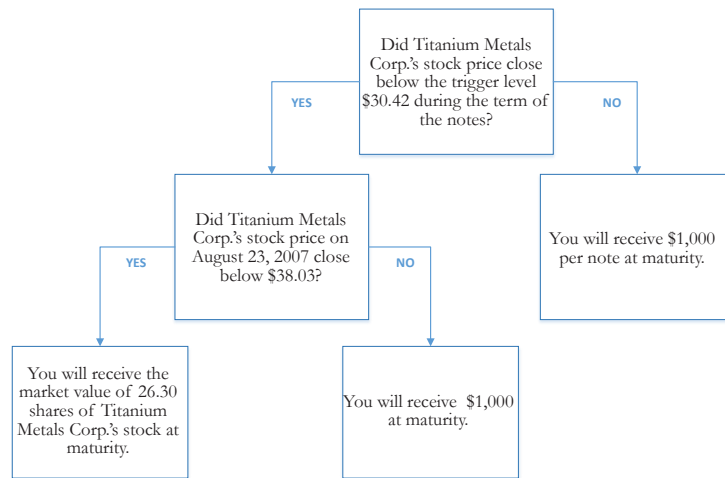 Did Titanium Metals
Corp.'s stock price close
below the trigger level
$30.42 during the term of
the notes?
YES
NO
Did Titanium Metals
Corp.'s stock price on
August 23, 2007 close
below $38.03?
You will receive $1,000
per note at maturity.
YES
NO
You will receive the
market value of 26.30
shares of Titanium
Metals Corp.'s stock at
maturity.
You will receive $1,000
at maturity.